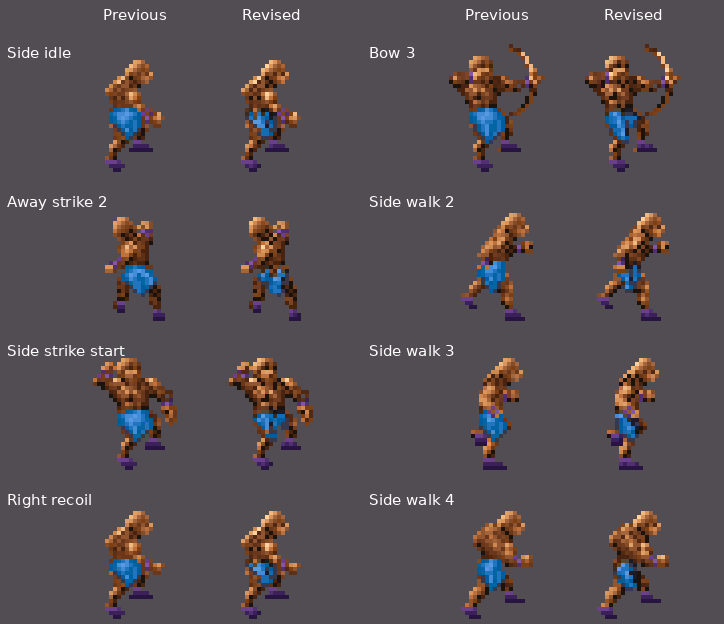 Previous Revised Previous Revised
Side idle Bow 3
Away strike 2 Side walk 2
Side strike start Side walk 3
Right recoil Side walk 4